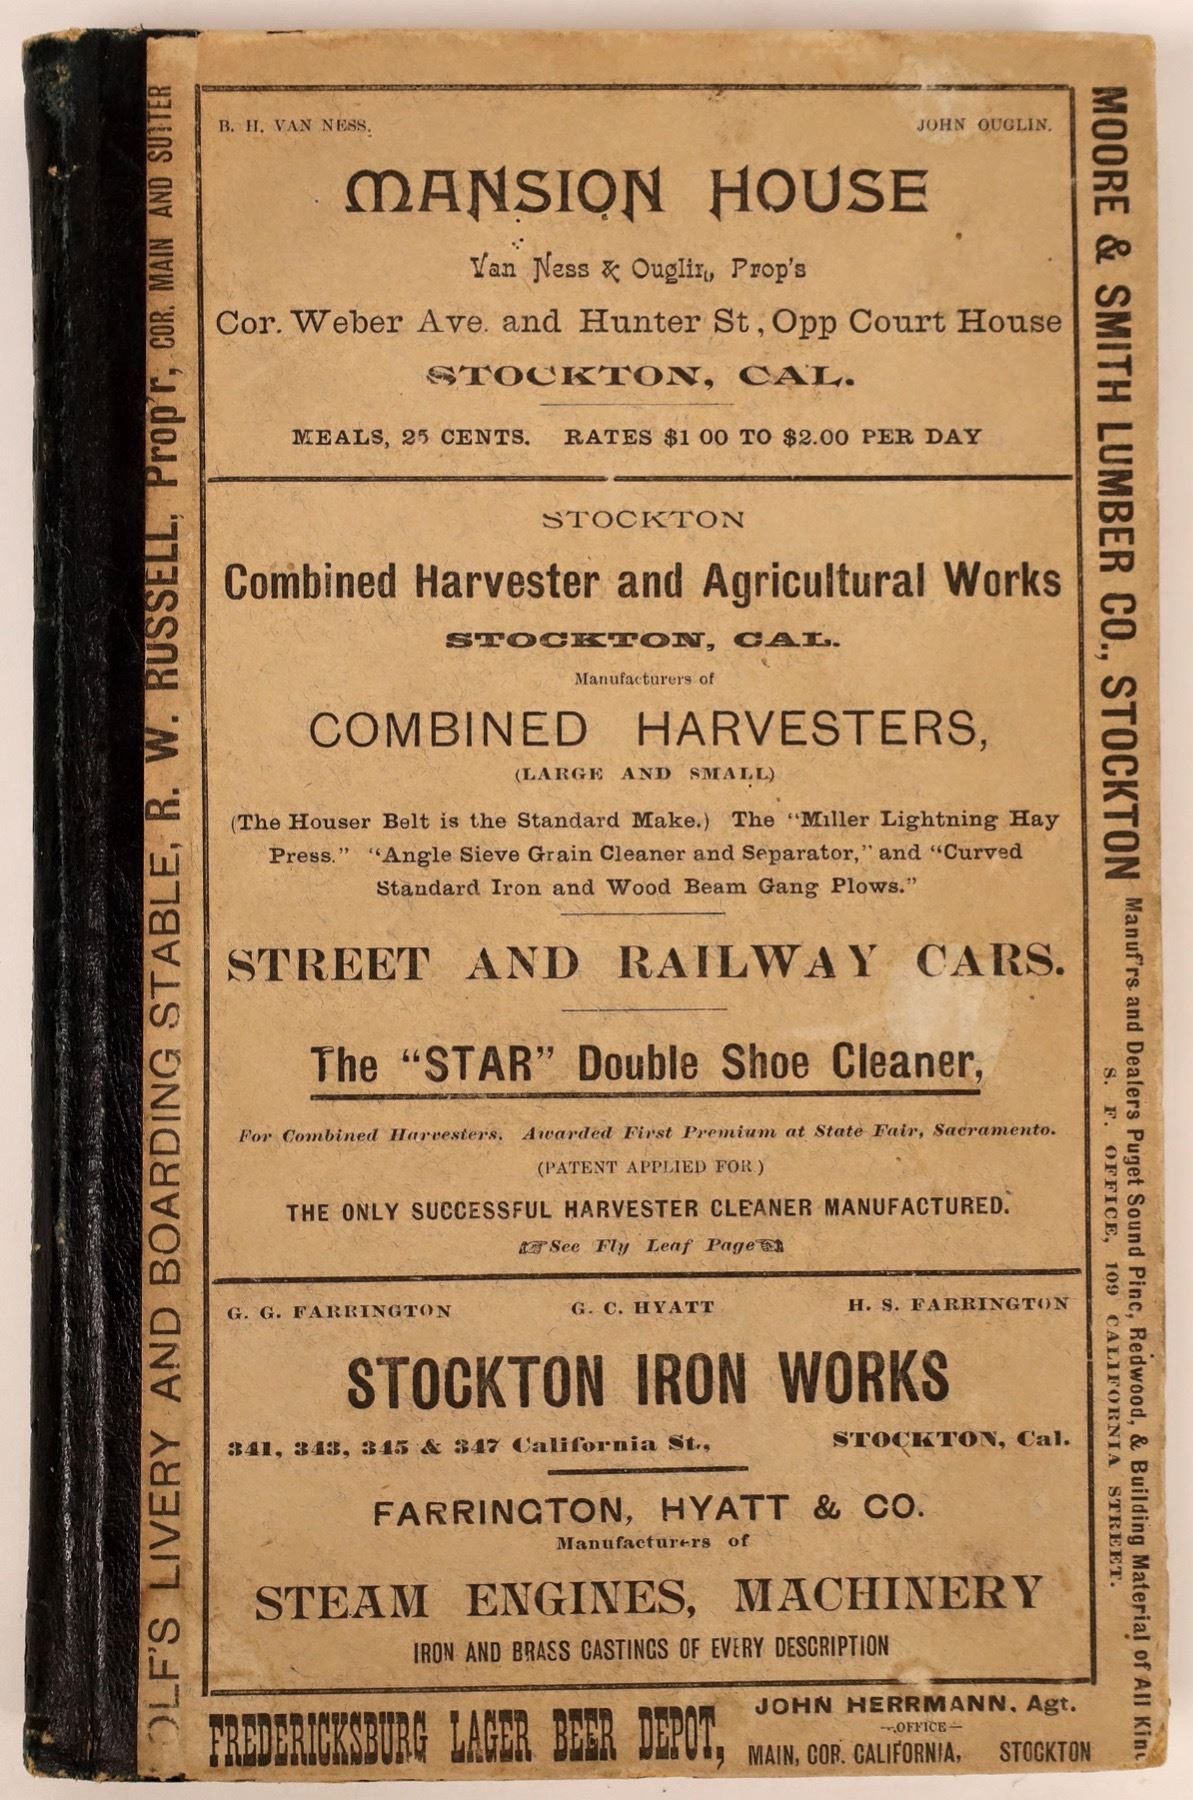 B. H. VAN NESS. JOHN OUGLIN.
MANSION HOUSE
Van Ness & Ouglin, Prop's
Cor. Weber Ave. and Hunter St, Opp Court House
STOCKTON, CAL.
MEALS, 25 CENTS. RATES $1 00 TO $2.00 PER DAY
STOCKTON
Combined Harvester and Agricultural Works
STOCKTON, CAL.
Manufacturers of
COMBINED HARVESTERS,
(LARGE AND SMALL)
(The Houser Belt is the Standard Make.) The "Miller Lightning Hay
Press." "Angle Sieve Grain Cleaner and Separator," and "Curved
Standard Iron and Wood Beam Gang Plows."
STREET AND RAILWAY CARS.
The "STAR" Double Shoe Cleaner,
For Combined Harvesters. Awarded First Premium at State Fair, Sacramento.
(PATENT APPLIED FOR)
THE ONLY SUCCESSFUL HARVESTER CLEANER MANUFACTURED.
☞See Fly Leaf Page☜
G. G. FARRINGTON G. C. HYATT H. S. FARRINGTON
STOCKTON IRON WORKS
341, 343, 345 & 347 California St., STOCKTON, Cal.
FARRINGTON, HYATT & CO.
Manufacturers of
STEAM ENGINES, MACHINERY
IRON AND BRASS CASTINGS OF EVERY DESCRIPTION
FREDERICKSBURG LAGER BEER DEPOT,
JOHN HERRMANN, Agt.
—OFFICE—
MAIN, COR. CALIFORNIA, STOCKTON
OLF'S LIVERY AND BOARDING STABLE, R. W. RUSSELL, Prop'r, COR. MAIN AND SUTTER
MOORE & SMITH LUMBER CO., STOCKTON
Manuf'rs and Dealers Puget Sound Pine, Redwood, & Building Material of All Kin
S. F. OFFICE, 109 CALIFORNIA STREET.